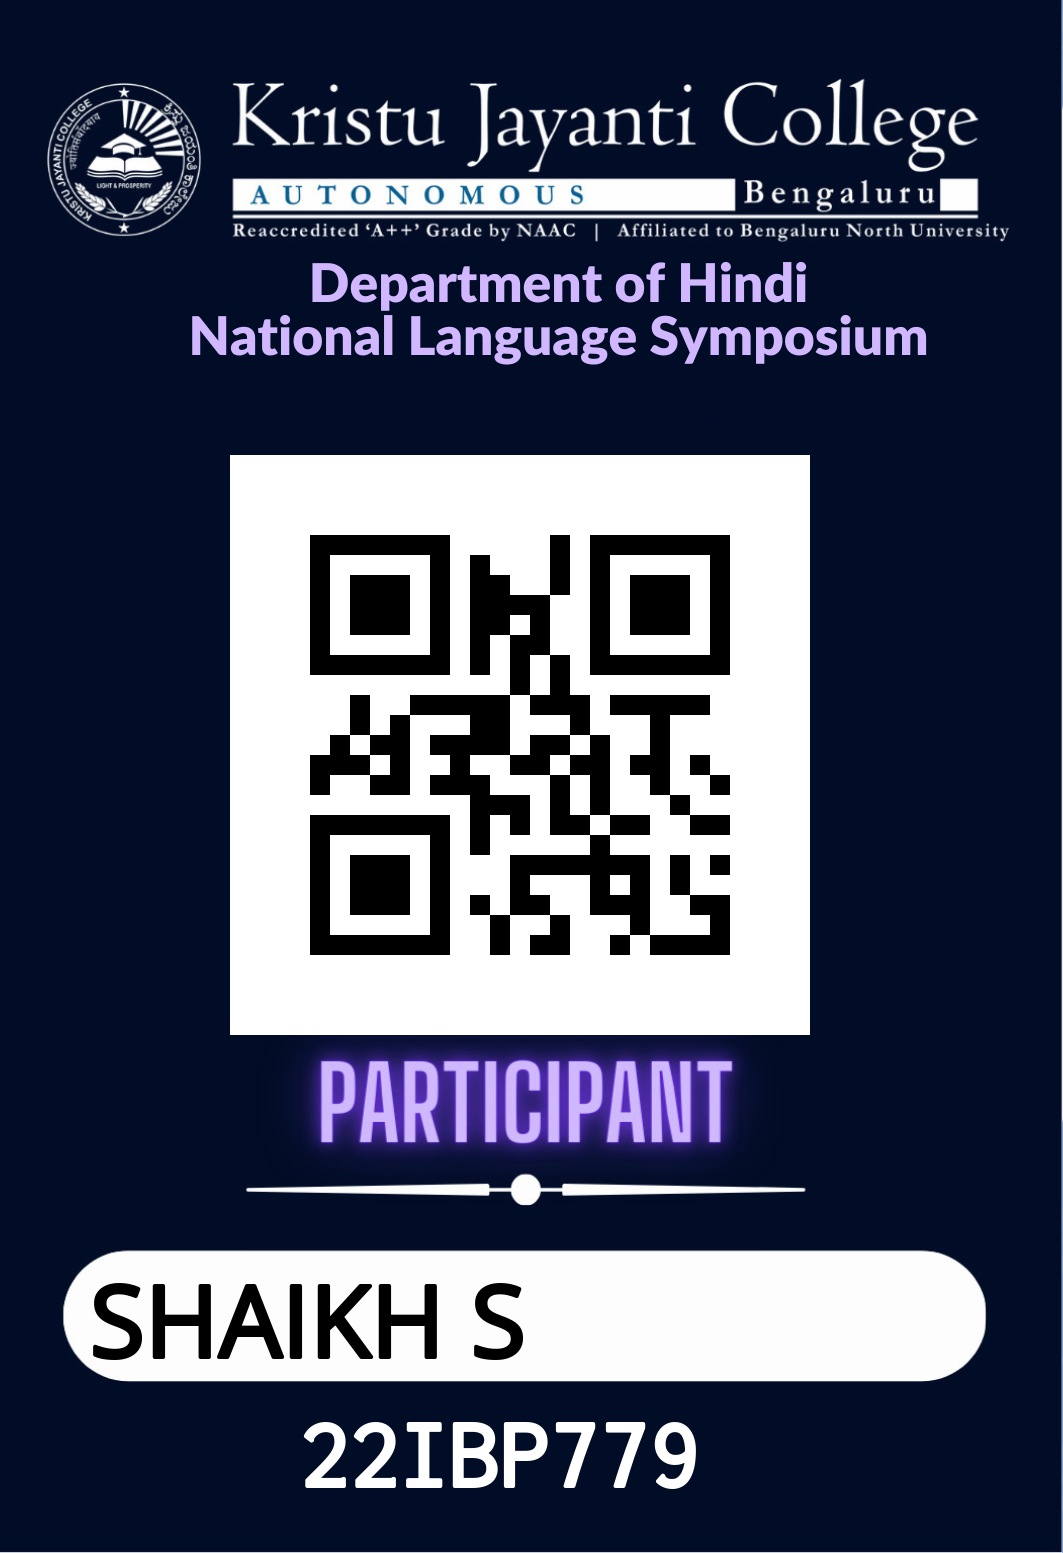 KRISTU JAYANTI COLLEGE
LIGHT & PROSPERITY
Kristu Jayanti College
AUTONOMOUS Bengaluru
Reaccredited ‘A++’ Grade by NAAC | Affiliated to Bengaluru North University
Department of Hindi
National Language Symposium
PARTICIPANT
SHAIKH S
22IBP779